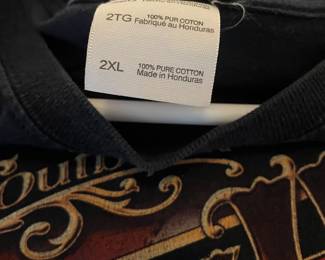 2TG 100% PUR COTON
Fabriqué au Honduras
2XL 100% PURE COTTON
Made in Honduras